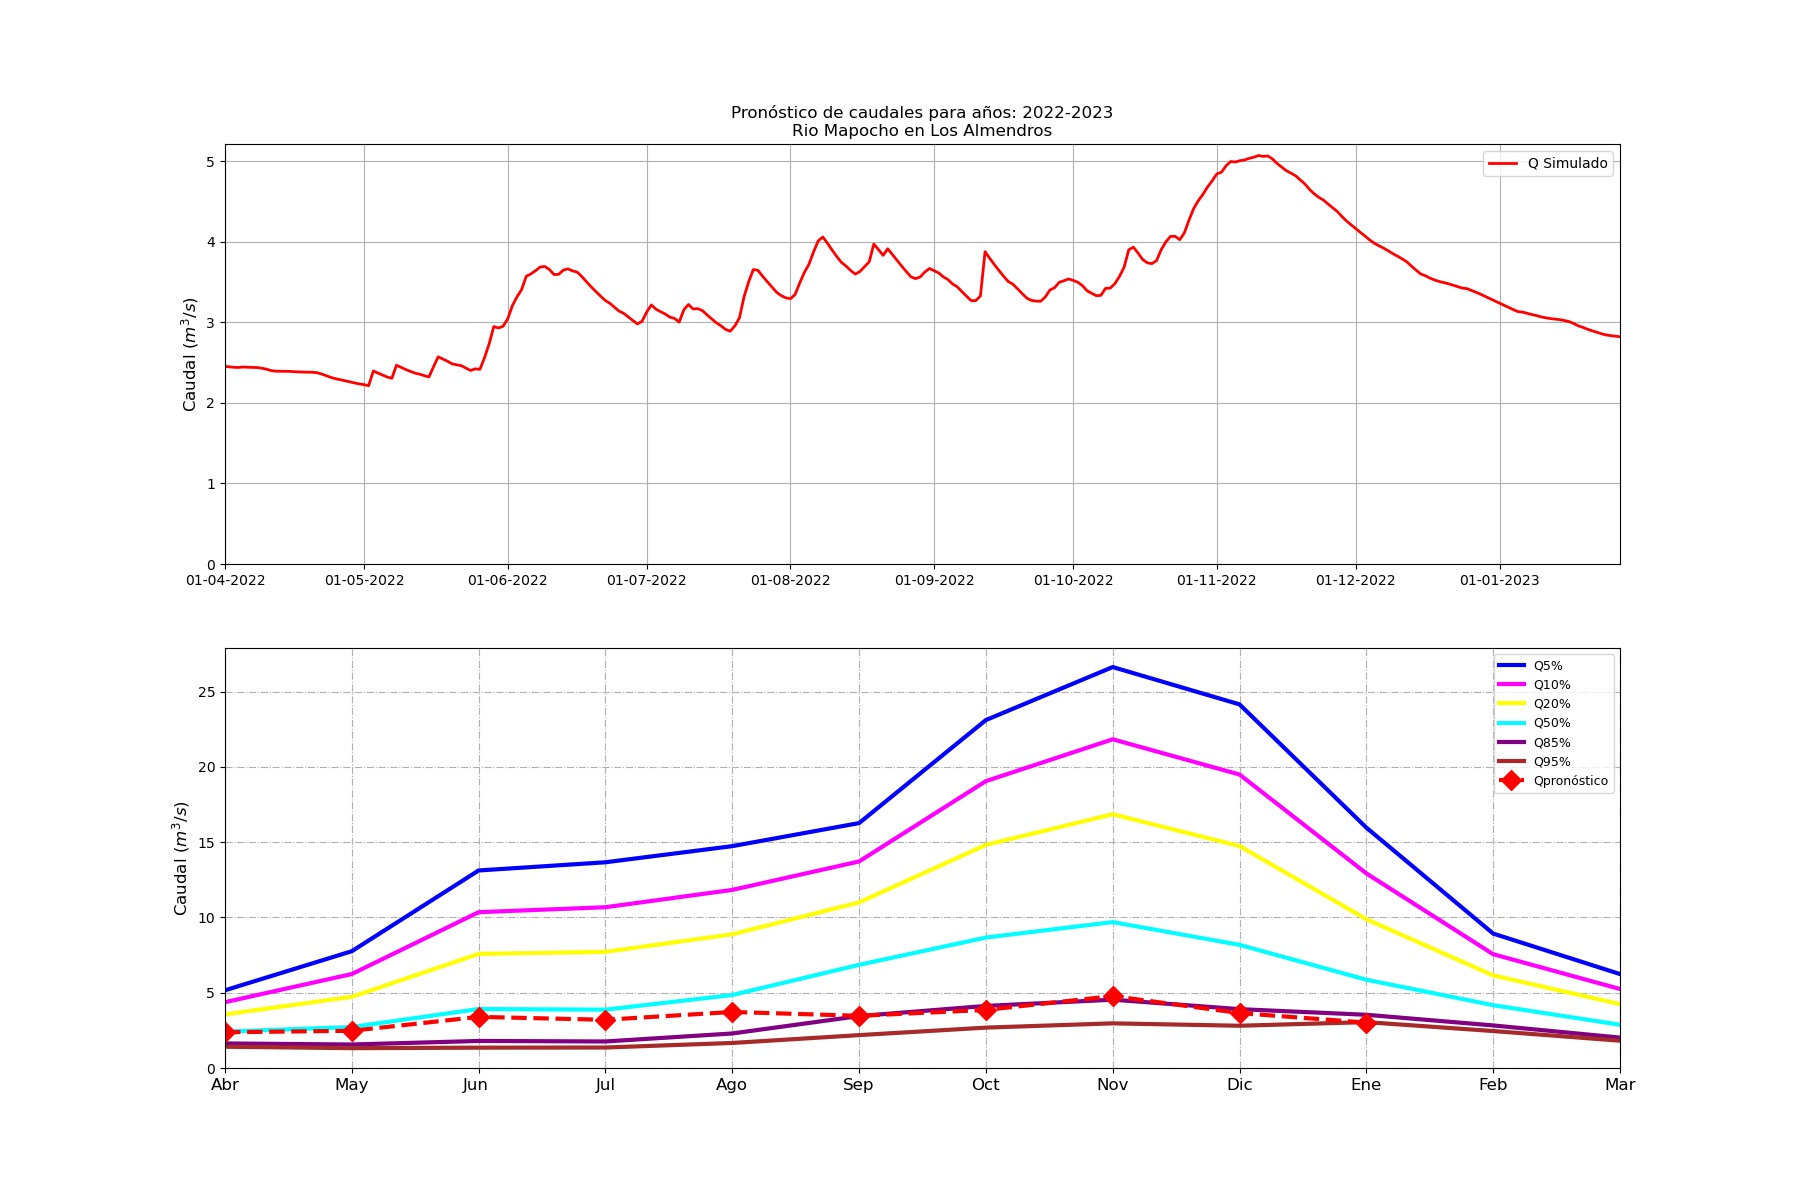 Pronóstico de caudales para años: 2022-2023
Rio Mapocho en Los Almendros
Q Simulado
Caudal (m³/s)
5
4
3
2
1
0
01-04-2022 01-05-2022 01-06-2022 01-07-2022 01-08-2022 01-09-2022 01-10-2022 01-11-2022 01-12-2022 01-01-2023
Q5%
Q10%
Q20%
Q50%
Q85%
Q95%
Qpronóstico
Caudal (m³/s)
25
20
15
10
5
0
Abr May Jun Jul Ago Sep Oct Nov Dic Ene Feb Mar